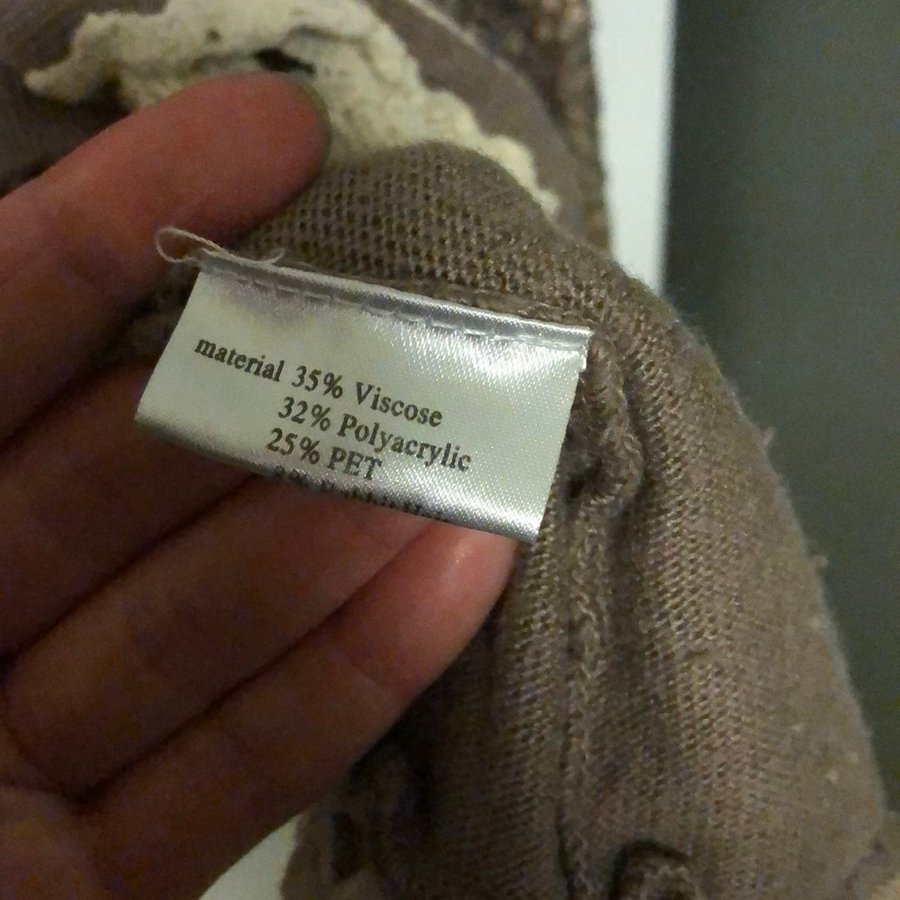 material 35% Viscose
32% Polyacrylic
25% PET